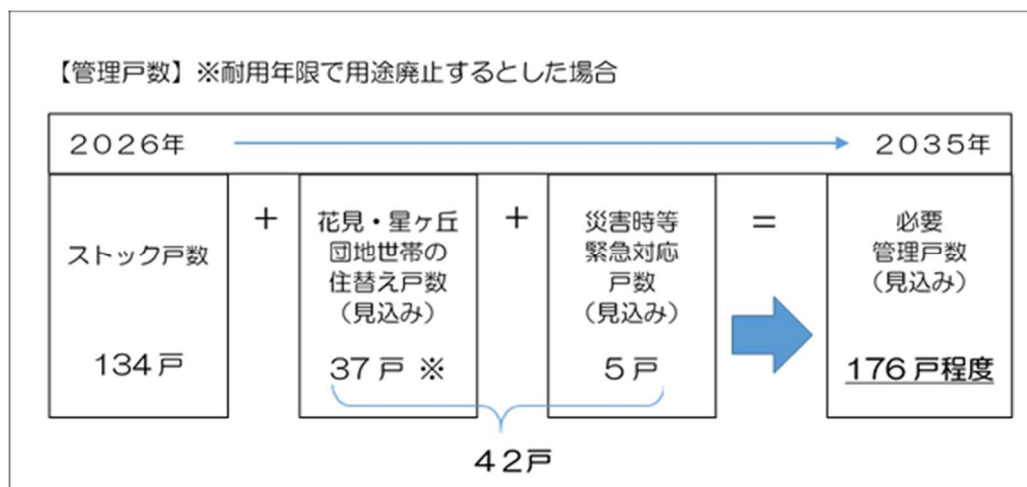 【管理戸数】※耐用年限で用途廃止するとした場合
２０２６年
２０３５年
ストック戸数
134戸
＋
花見・星ヶ丘
団地世帯の
住替え戸数
（見込み）
37戸 ※
＋
災害時等
緊急対応
戸数
（見込み）
5戸
＝
必要
管理戸数
（見込み）
176戸程度
４２戸